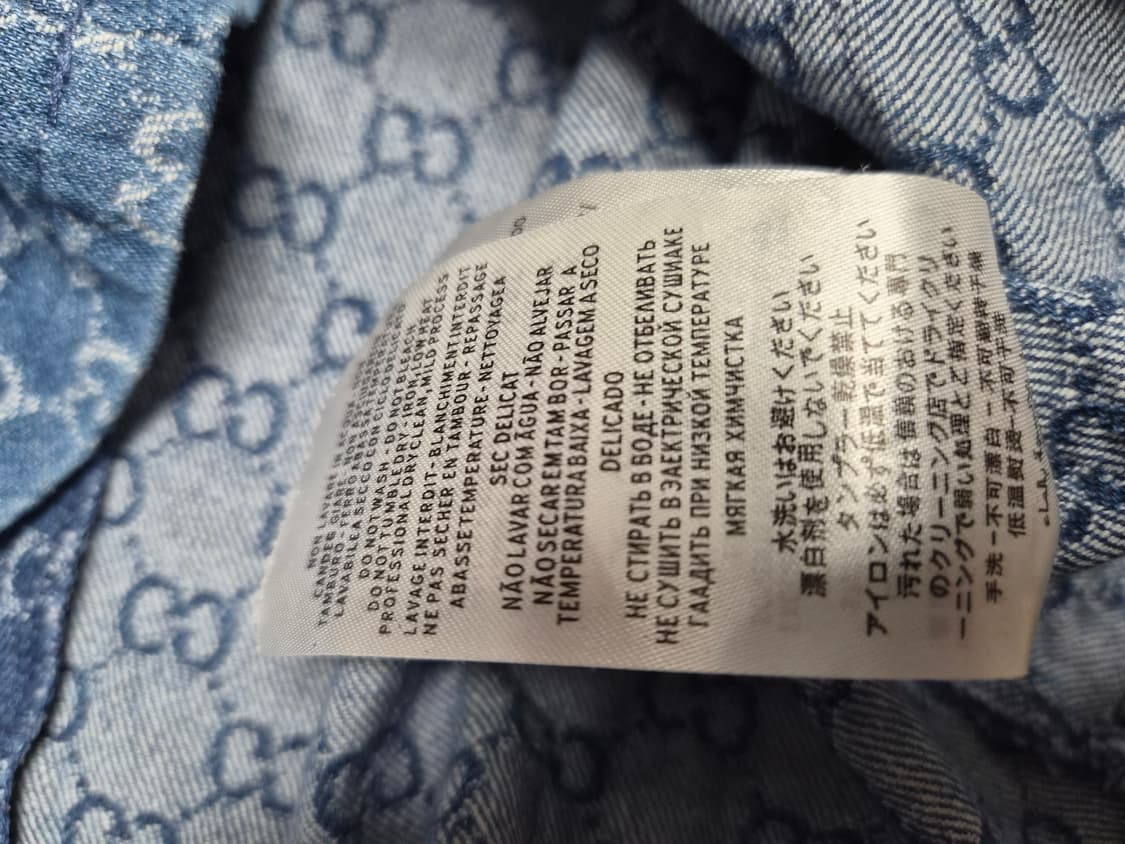 NON LAVARE IN ACQUA
CANDEGGIARE
TAMBURO - FERRO
LAVABILE A SECCO CON CICLO DELICATO
DO NOT WASH - DO NOT BLEACH
DO NOT TUMBLE DRY - IRON, LOW HEAT
PROFESSIONAL DRY CLEAN, MILD PROCESS
LAVAGE INTERDIT - BLANCHIMENT INTERDIT
NE PAS SECHER EN TAMBOUR - REPASSAGE
A BASSE TEMPERATURE - NETTOYAGE A
SEC DELICAT
NÃO LAVAR COM ÁGUA - NÃO ALVEJAR
NÃO SECAR EM TAMBOR - PASSAR A
TEMPERATURA BAIXA - LAVAGEM A SECO
DELICADO
НЕ СТИРАТЬ В ВОДЕ - НЕ ОТБЕЛИВАТЬ
НЕ СУШИТЬ В ЭАЕКТРИЧЕСКОЙ СУШИАКЕ
ГААДИТЬ ПРИ НИЗКОЙ ТЕМПЕРАТУРЕ
МЯГКАЯ ХИМЧИСТКА
水洗いはお避けください
漂白剤を使用しないでください
タンブラー乾燥禁止
アイロンは必ず低温で当ててください
汚れた場合は信頼のおける専門
のクリーニング店でドライクリ
ーニングで弱い処理とご指定ください
手洗-不可漂白-不可
低温熨烫-不可干洗